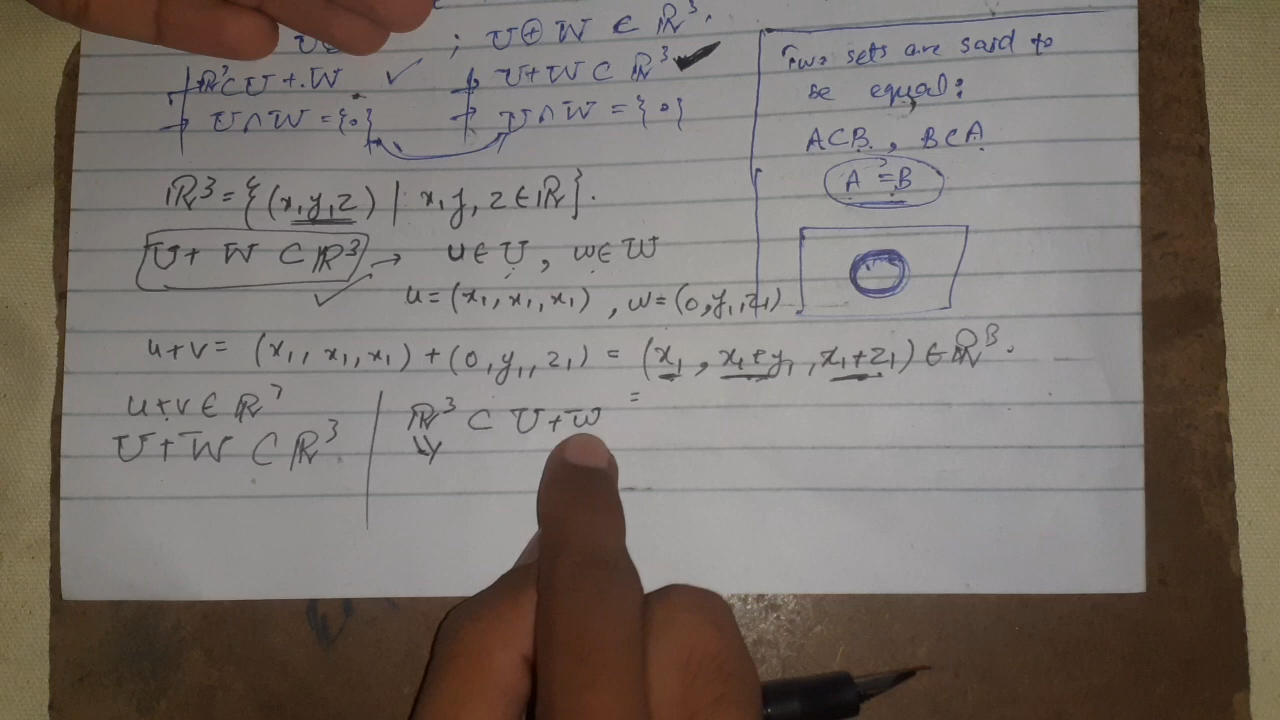 ; U⊕W ∈ ℝ³.
ℝ³⊂U+W ✓
U+W ⊂ ℝ³ ✓
U∩W={0}
U∩W={0}
Two sets are said to
be equal:
A⊂B, B⊂A
A=B
ℝ³={(x,y,z) | x,y,z∈ℝ}.
U+W ⊂ℝ³ → u∈U, w∈W
u=(x₁,x₁,x₁), w=(0,y₁,z₁)
u+v= (x₁,x₁,x₁)+(0,y₁,z₁) = (x₁, x₁+y₁, x₁+z₁)∈ℝ³.
u+v∈ℝ³
U+W ⊂ℝ³
ℝ³ ⊂ U+W
=